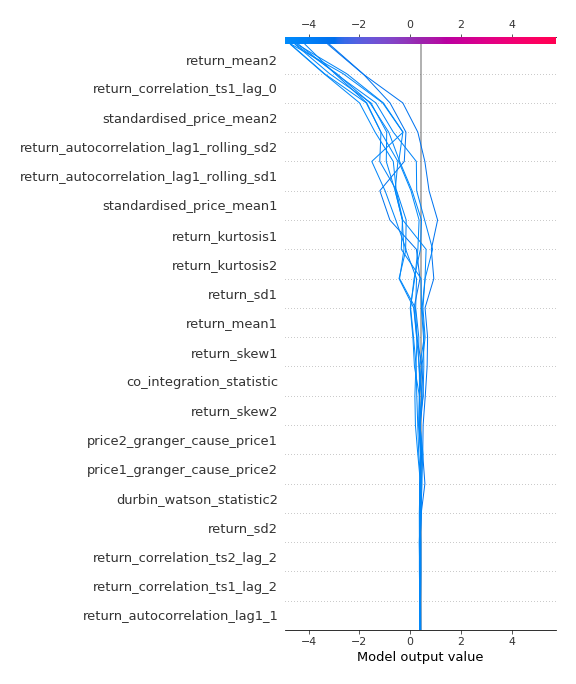 −4 −2 0 2 4
return_mean2
return_correlation_ts1_lag_0
standardised_price_mean2
return_autocorrelation_lag1_rolling_sd2
return_autocorrelation_lag1_rolling_sd1
standardised_price_mean1
return_kurtosis1
return_kurtosis2
return_sd1
return_mean1
return_skew1
co_integration_statistic
return_skew2
price2_granger_cause_price1
price1_granger_cause_price2
durbin_watson_statistic2
return_sd2
return_correlation_ts2_lag_2
return_correlation_ts1_lag_2
return_autocorrelation_lag1_1
−4 −2 0 2 4
Model output value